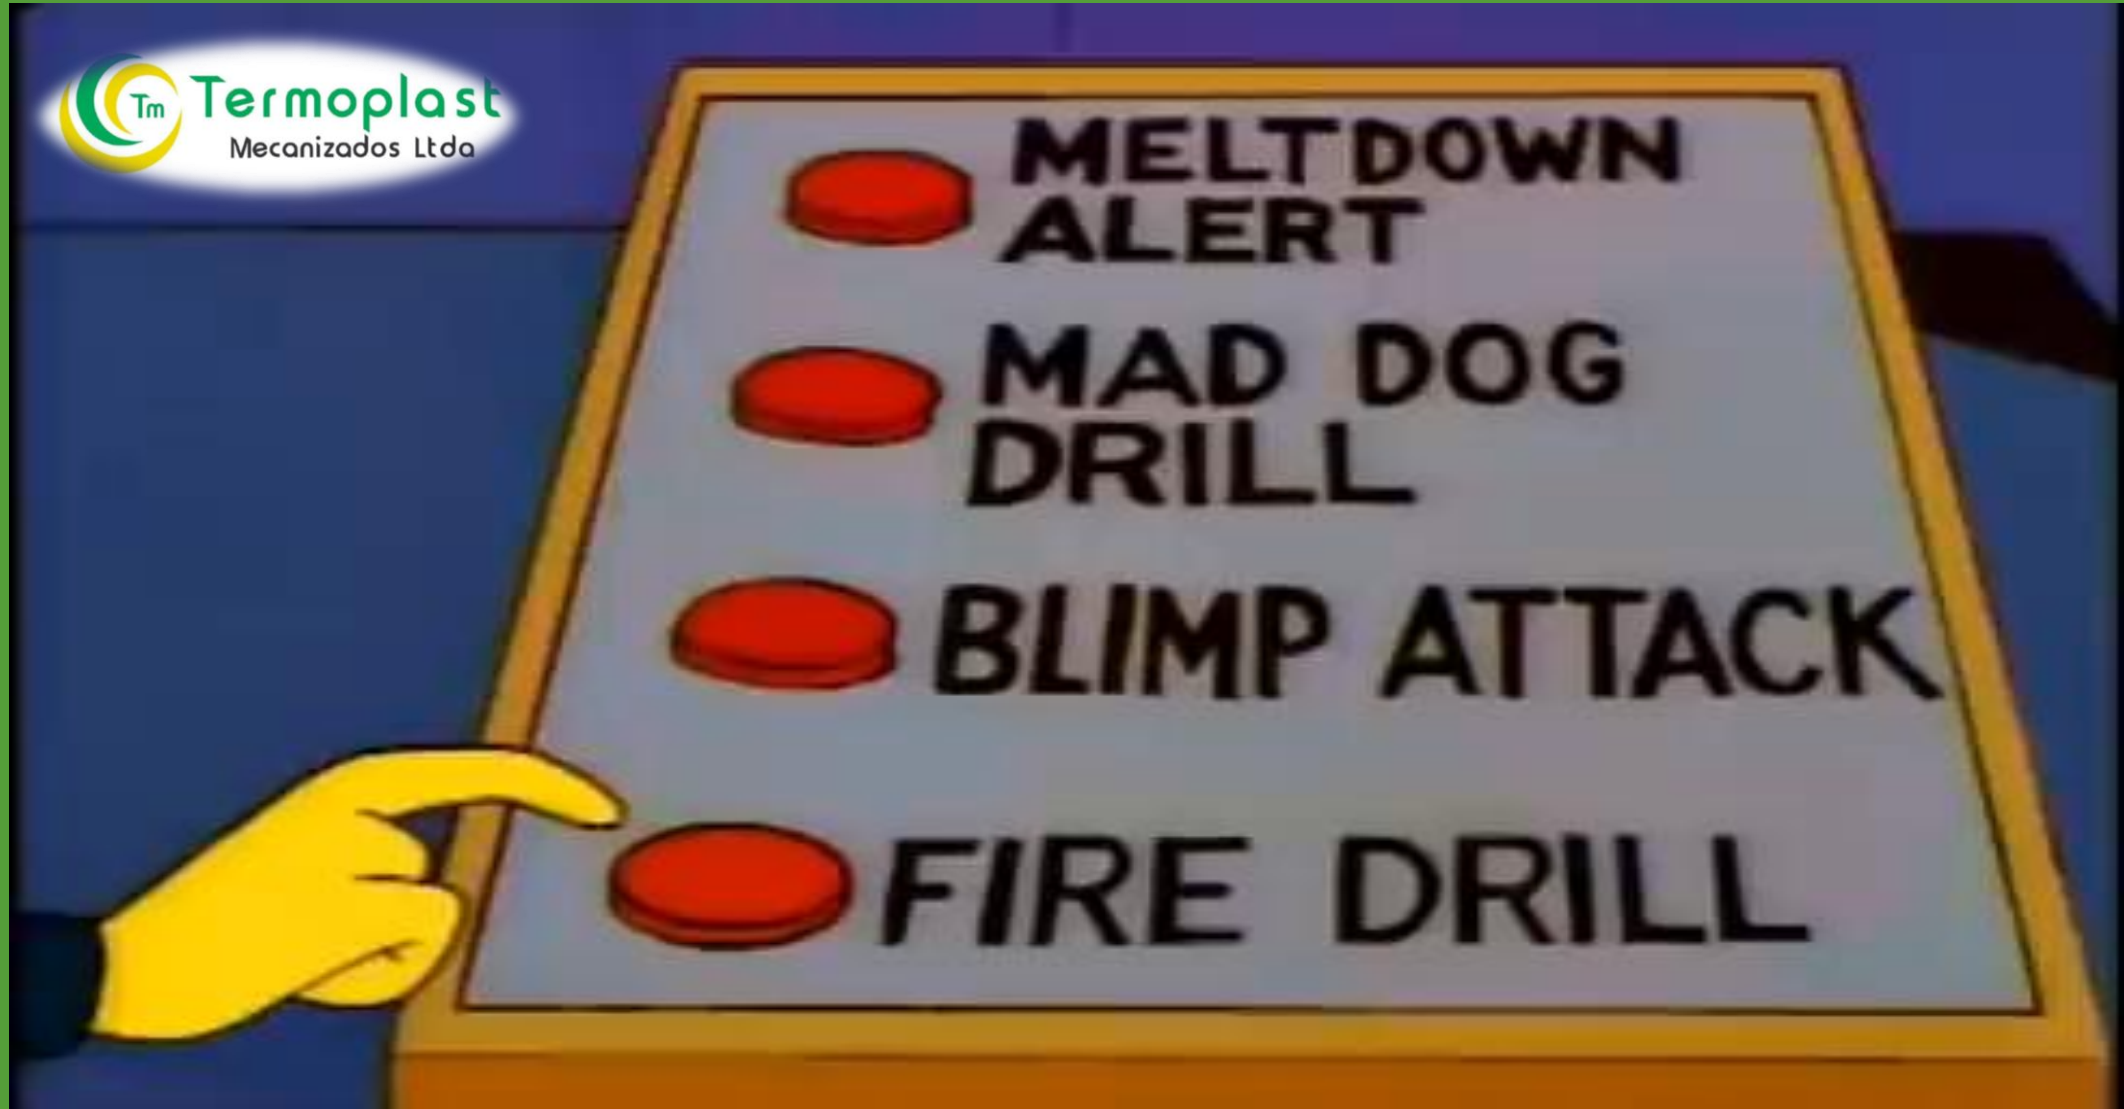 Tm
Termoplast
Mecanizados Ltda
MELTDOWN
ALERT
MAD DOG
DRILL
BLIMP ATTACK
FIRE DRILL